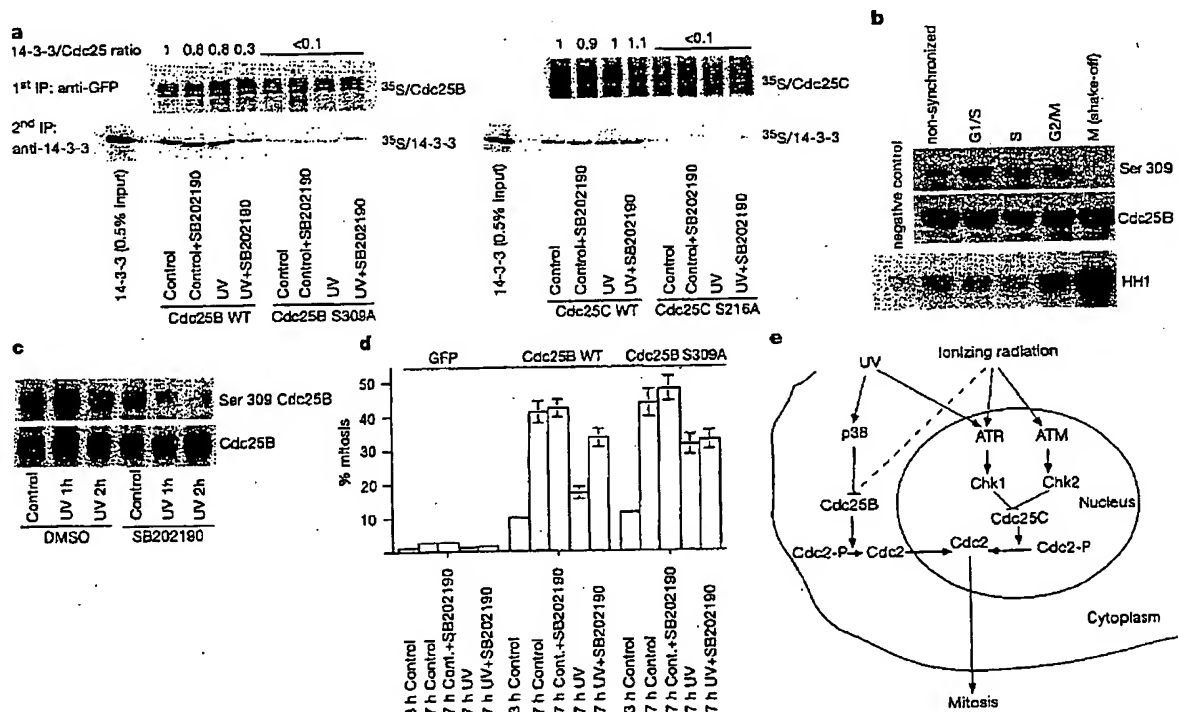 a
14-3-3/Cdc25 ratio 1 0.8 0.8 0.3 <0.1
1st IP: anti-GFP
35S/Cdc25B
2nd IP:
anti-14-3-3
35S/14-3-3
14-3-3 (0.5% input)
Control
Control+SB202190
UV
UV+SB202190
Control
Control+SB202190
UV
UV+SB202190
Cdc25B WT Cdc25B S309A
1 0.9 1 1.1 <0.1
35S/Cdc25C
35S/14-3-3
14-3-3 (0.5% input)
Control
Control+SB202190
UV
UV+SB202190
Control
Control+SB202190
UV
UV+SB202190
Cdc25C WT Cdc25C S216A
b
negative control
non-synchronized
G1/S
S
G2/M
M (shake-off)
Ser 309
Cdc25B
HH1
c
Ser 309 Cdc25B
Cdc25B
Control
UV 1h
UV 2h
Control
UV 1h
UV 2h
DMSO SB202190
d
GFP Cdc25B WT Cdc25B S309A
% mitosis
50
40
30
20
10
3 h Control
7 h Control
7 h Cont.+SB202190
7 h UV
7 h UV+SB202190
3 h Control
7 h Control
7 h Cont.+SB202190
7 h UV
7 h UV+SB202190
3 h Control
7 h Control
7 h Cont.+SB202190
7 h UV
7 h UV+SB202190
e
UV Ionizing radiation
p38 ATR ATM
Chk1 Chk2
Cdc25B Nucleus
Cdc25C
Cdc2-P Cdc2 Cdc2 Cdc2-P
Cytoplasm
Mitosis